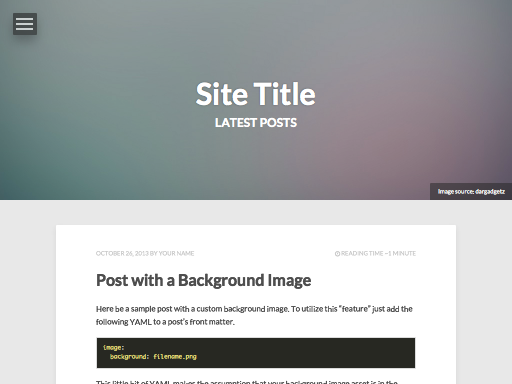 Site Title
LATEST POSTS
Image source: dargadgetz
OCTOBER 26, 2013 BY YOUR NAME
READING TIME ~1 MINUTE
Post with a Background Image
Here be a sample post with a custom background image. To utilize this “feature” just add the
following YAML to a post’s front matter.
image:
background: filename.png
This little bit of YAML makes the assumption that your background image asset is in the